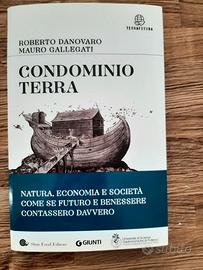 TERRAFUTURA
ROBERTO DANOVARO
MAURO GALLEGATI
CONDOMINIO
TERRA
NATURA, ECONOMIA E SOCIETÀ
COME SE FUTURO E BENESSERE
CONTASSERO DAVVERO
Slow Food Editore
GIUNTI
subito